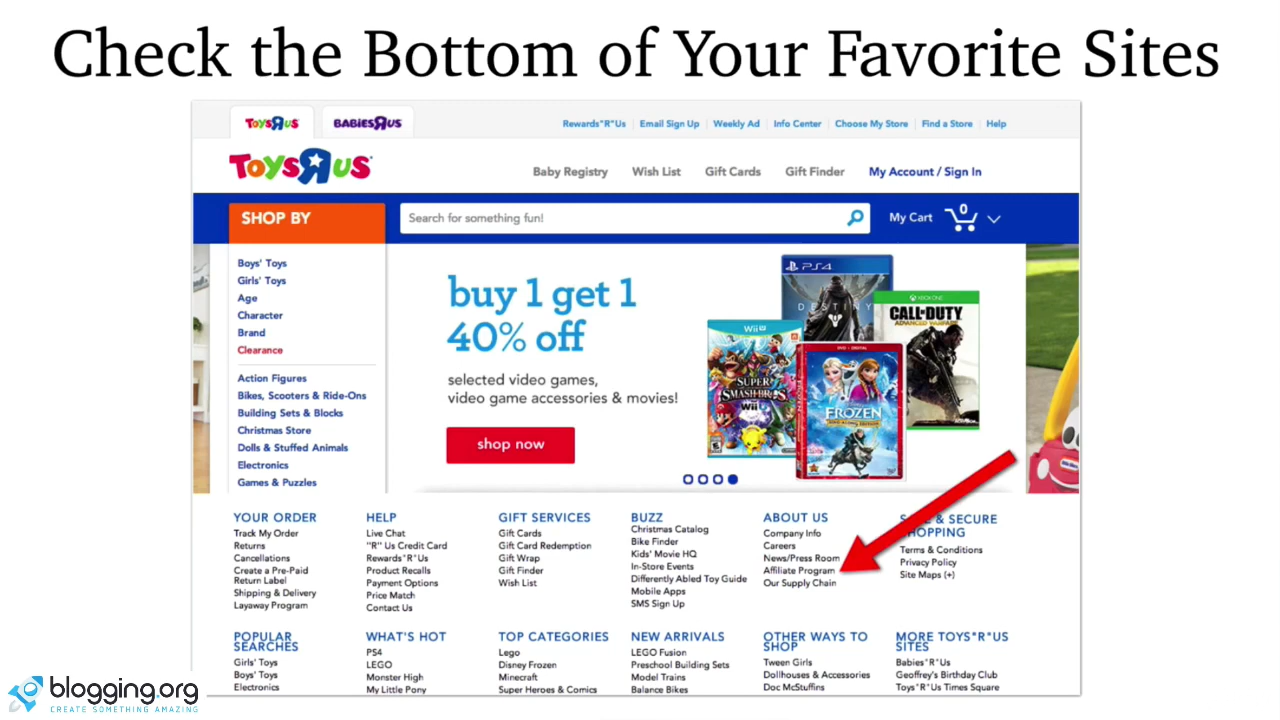 Check the Bottom of Your Favorite Sites
TOYSRUS
BABIESRUS
Rewards"R"Us
Email Sign Up
Weekly Ad
Info Center
Choose My Store
Find a Store
Help
TOYSRUS
Baby Registry
Wish List
Gift Cards
Gift Finder
My Account / Sign In
SHOP BY
Search for something fun!
My Cart
0
Boys' Toys
Girls' Toys
Age
Character
Brand
Clearance
Action Figures
Bikes, Scooters & Ride-Ons
Building Sets & Blocks
Christmas Store
Dolls & Stuffed Animals
Electronics
Games & Puzzles
buy 1 get 1
40% off
selected video games,
video game accessories & movies!
shop now
PS4
DESTINY
XBOX ONE
CALL OF DUTY
ADVANCED WARFARE
Wii U
SUPER
SMASH BROS
Wii U
DVD + DIGITAL
FROZEN
SING-ALONG EDITION
YOUR ORDER
Track My Order
Returns
Cancellations
Create a Pre-Paid
Return Label
Shipping & Delivery
Layaway Program
HELP
Live Chat
"R" Us Credit Card
Rewards"R"Us
Product Recalls
Payment Options
Price Match
Contact Us
GIFT SERVICES
Gift Cards
Gift Card Redemption
Gift Wrap
Gift Finder
Wish List
BUZZ
Christmas Catalog
Bike Finder
Kids' Movie HQ
In-Store Events
Differently Abled Toy Guide
Mobile Apps
SMS Sign Up
ABOUT US
Company Info
Careers
News/Press Room
Affiliate Program
Our Supply Chain
& SECURE
SHOPPING
Terms & Conditions
Privacy Policy
Site Maps (+)
POPULAR
SEARCHES
Girls' Toys
Boys' Toys
Electronics
WHAT'S HOT
PS4
LEGO
Monster High
My Little Pony
TOP CATEGORIES
Lego
Disney Frozen
Minecraft
Super Heroes & Comics
NEW ARRIVALS
LEGO Fusion
Preschool Building Sets
Model Trains
Balance Bikes
OTHER WAYS TO
SHOP
Tween Girls
Dollhouses & Accessories
Doc McStuffins
MORE TOYS"R"US
SITES
Babies"R"Us
Geoffrey's Birthday Club
Toys"R"Us Times Square
blogging.org
CREATE SOMETHING AMAZING